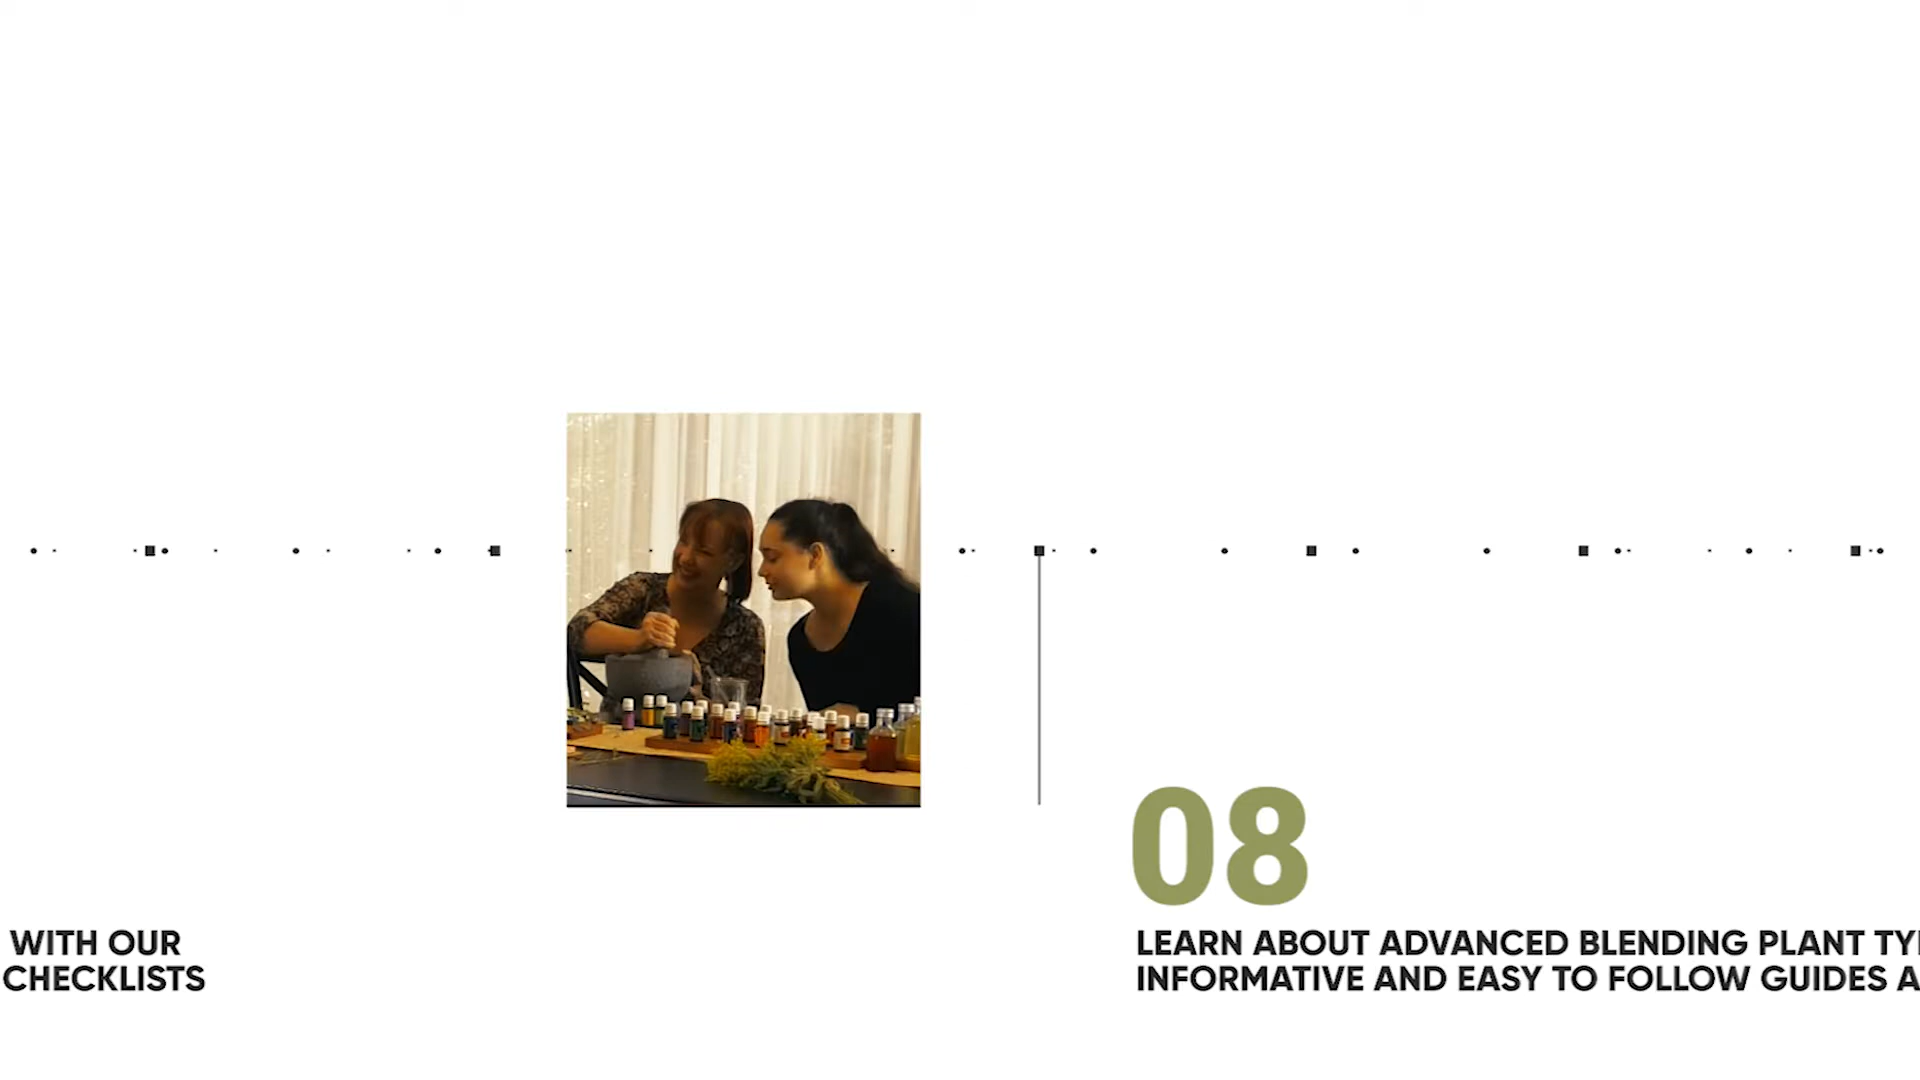 WITH OUR
CHECKLISTS
08
LEARN ABOUT ADVANCED BLENDING PLANT
INFORMATIVE AND EASY TO FOLLOW GUIDES